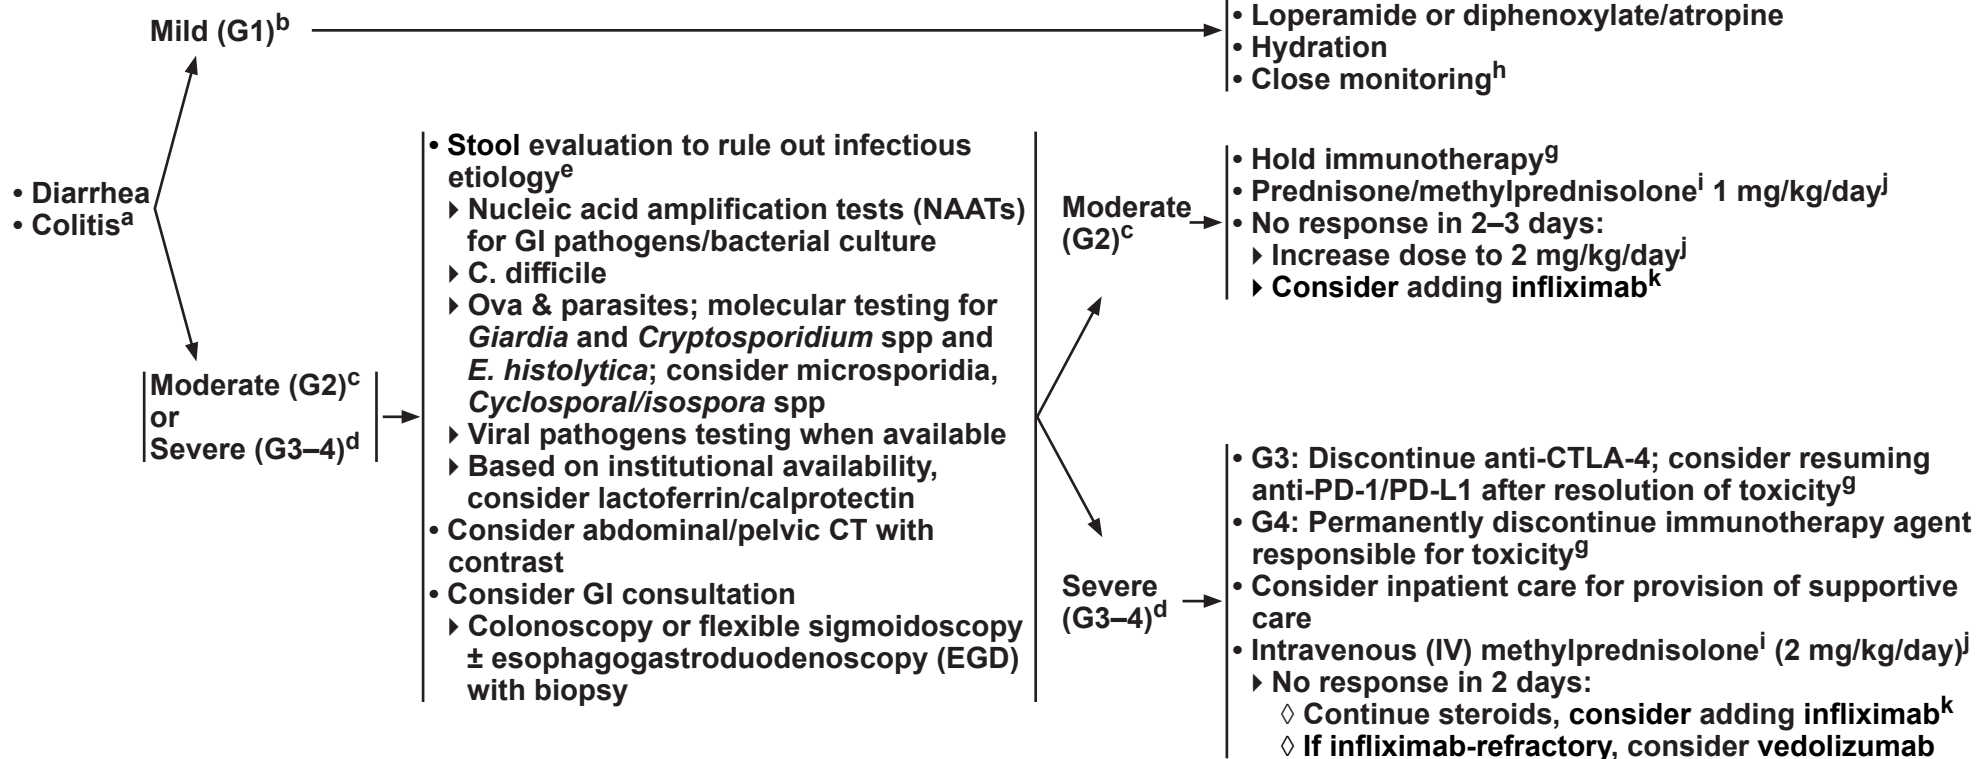 Mild (G1)b
• Loperamide or diphenoxylate/atropine
• Hydration
• Close monitoringh
• Diarrhea
• Colitisa
Moderate (G2)c
or
Severe (G3–4)d
• Stool evaluation to rule out infectious
etiologye
▸ Nucleic acid amplification tests (NAATs)
for GI pathogens/bacterial culture
▸ C. difficile
▸ Ova & parasites; molecular testing for
Giardia and Cryptosporidium spp and
E. histolytica; consider microsporidia,
Cyclosporal/isospora spp
▸ Viral pathogens testing when available
▸ Based on institutional availability,
consider lactoferrin/calprotectin
• Consider abdominal/pelvic CT with
contrast
• Consider GI consultation
▸ Colonoscopy or flexible sigmoidoscopy
± esophagogastroduodenoscopy (EGD)
with biopsy
Moderate
(G2)c
• Hold immunotherapyg
• Prednisone/methylprednisolonei 1 mg/kg/dayj
• No response in 2–3 days:
▸ Increase dose to 2 mg/kg/dayj
▸ Consider adding infliximabk
Severe
(G3–4)d
• G3: Discontinue anti-CTLA-4; consider resuming
anti-PD-1/PD-L1 after resolution of toxicityg
• G4: Permanently discontinue immunotherapy agent
responsible for toxicityg
• Consider inpatient care for provision of supportive
care
• Intravenous (IV) methylprednisolonei (2 mg/kg/day)j
▸ No response in 2 days:
◊ Continue steroids, consider adding infliximabk
◊ If infliximab-refractory, consider vedolizumab